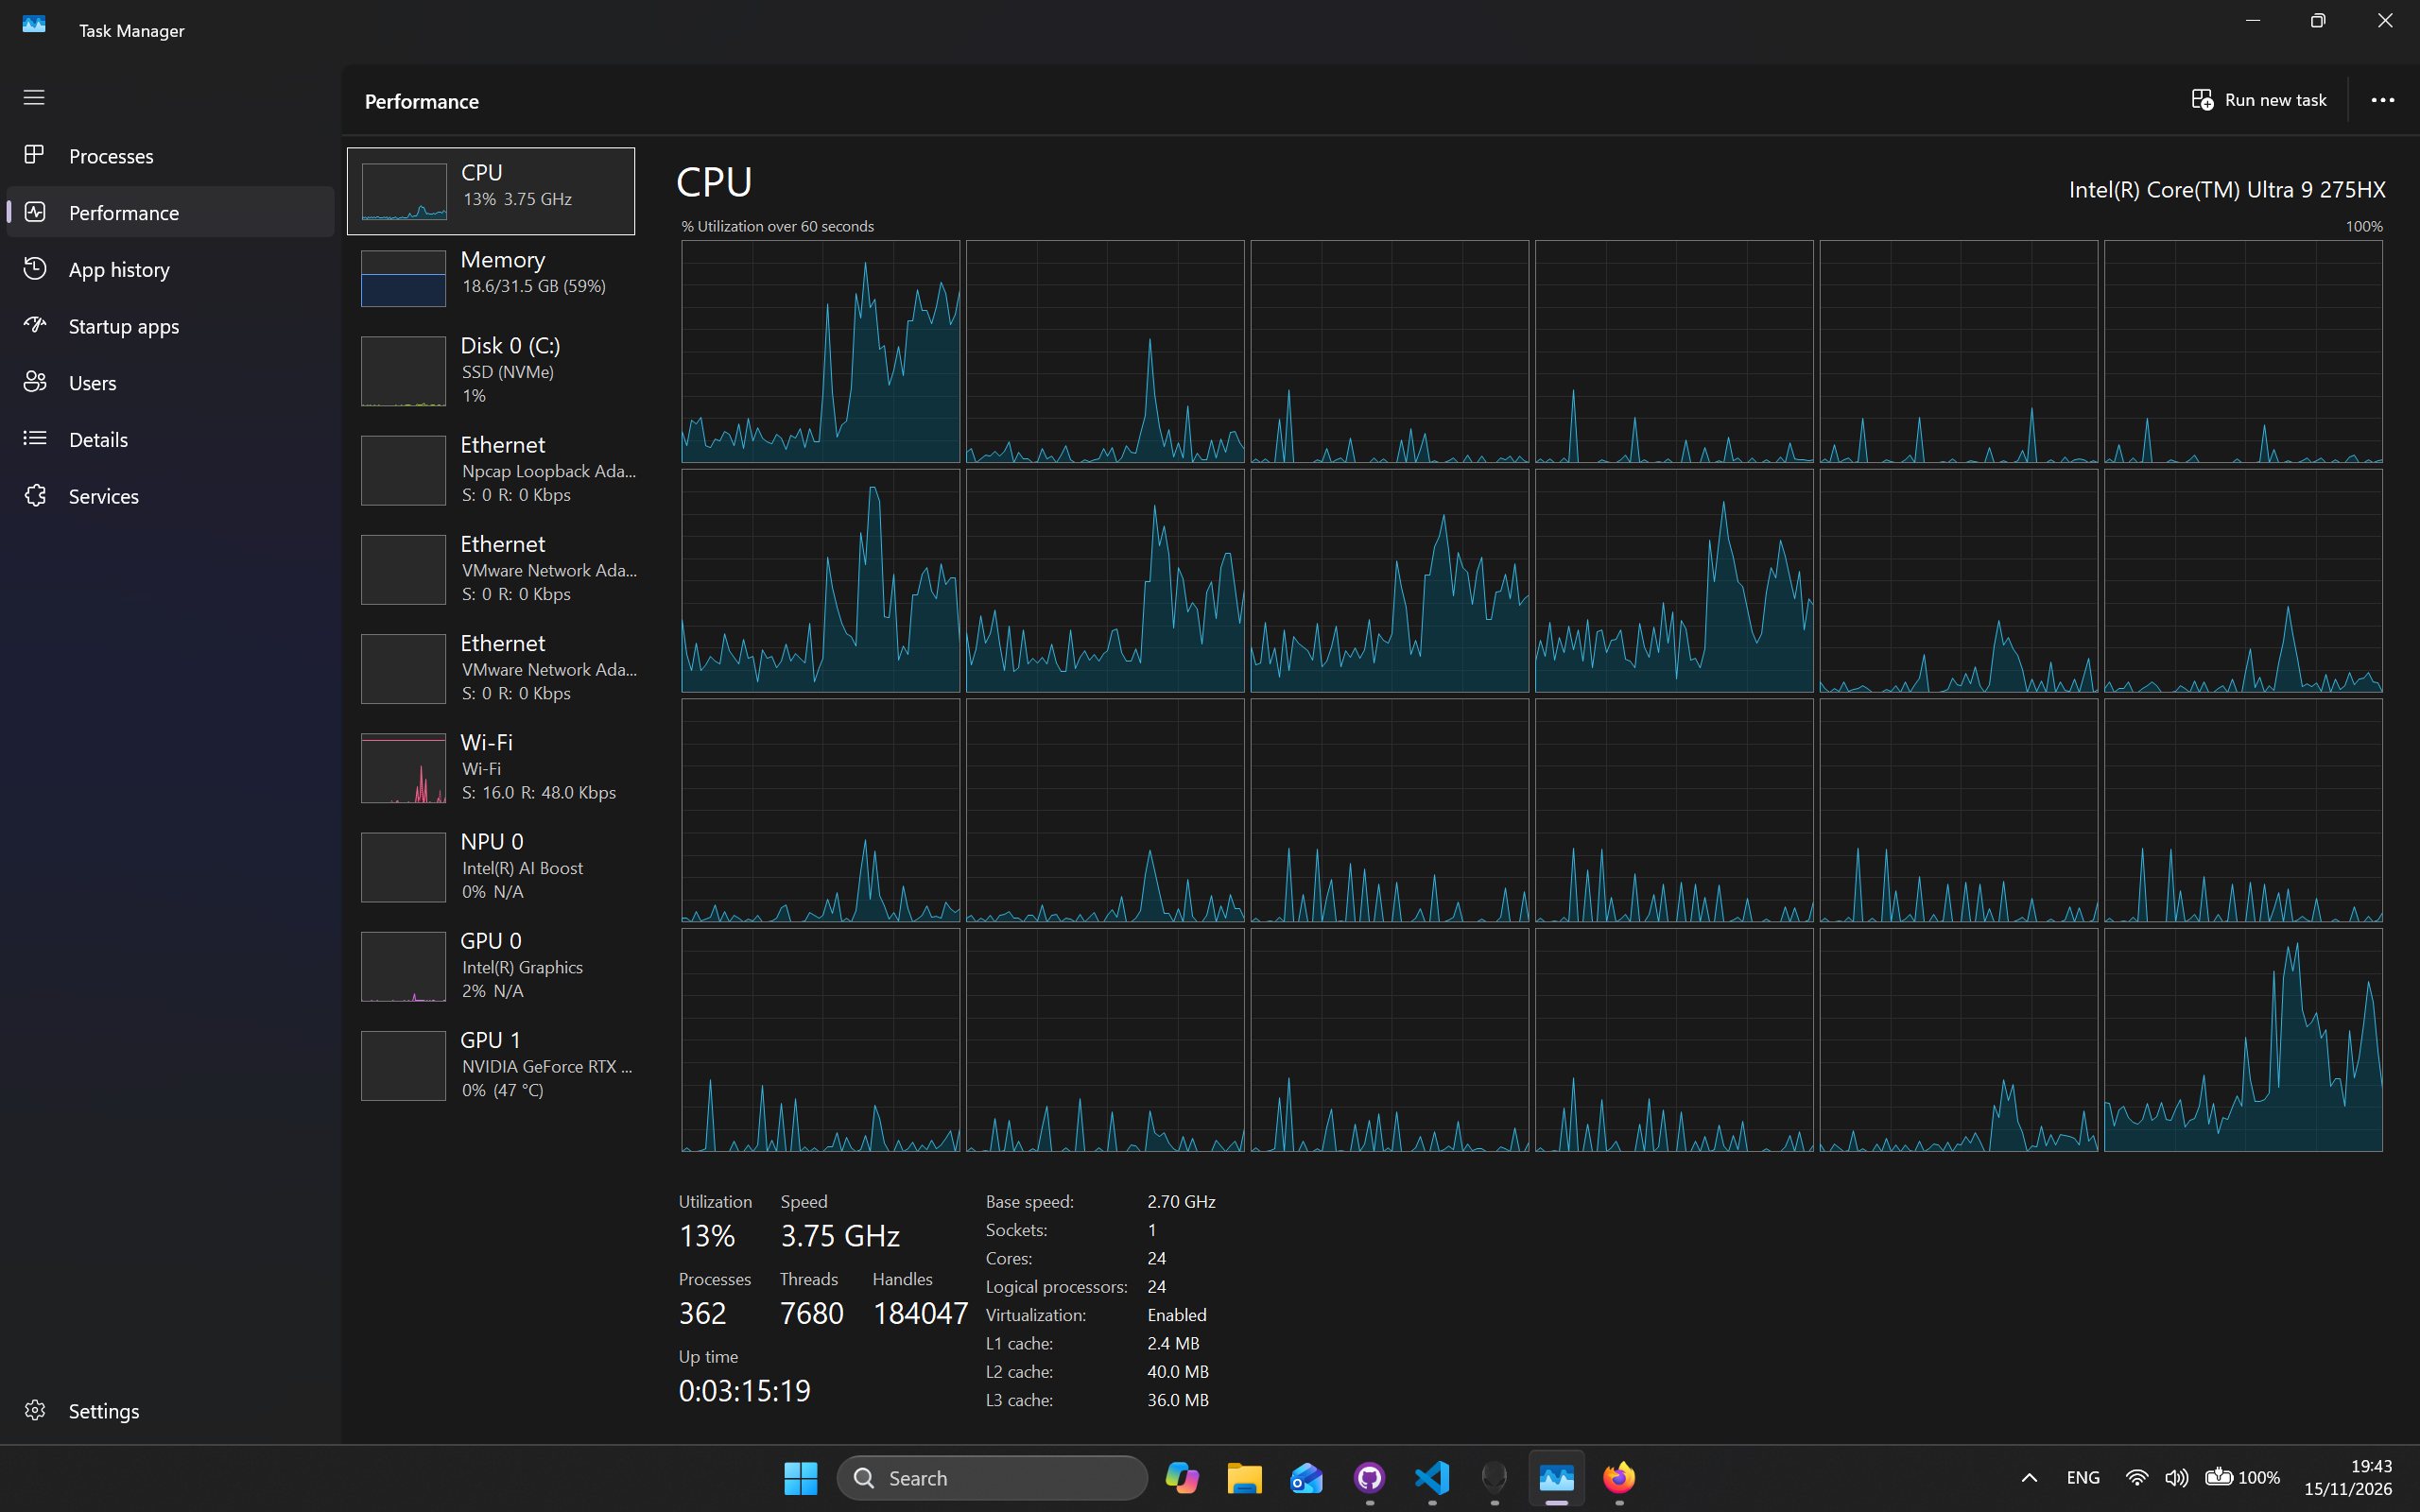 Task Manager
Processes
Performance
App history
Startup apps
Users
Details
Services
Settings
Performance
Run new task
CPU
13% 3.75 GHz
Memory
18.6/31.5 GB (59%)
Disk 0 (C:)
SSD (NVMe)
1%
Ethernet
Npcap Loopback Ada...
S: 0 R: 0 Kbps
Ethernet
VMware Network Ada...
S: 0 R: 0 Kbps
Ethernet
VMware Network Ada...
S: 0 R: 0 Kbps
Wi-Fi
Wi-Fi
S: 16.0 R: 48.0 Kbps
NPU 0
Intel(R) AI Boost
0% N/A
GPU 0
Intel(R) Graphics
2% N/A
GPU 1
NVIDIA GeForce RTX ...
0% (47 °C)
CPU
Intel(R) Core(TM) Ultra 9 275HX
% Utilization over 60 seconds
100%
Utilization Speed
13% 3.75 GHz
Processes Threads Handles
362 7680 184047
Up time
0:03:15:19
Base speed: 2.70 GHz
Sockets: 1
Cores: 24
Logical processors: 24
Virtualization: Enabled
L1 cache: 2.4 MB
L2 cache: 40.0 MB
L3 cache: 36.0 MB
Search
ENG
100%
19:43
15/11/2026